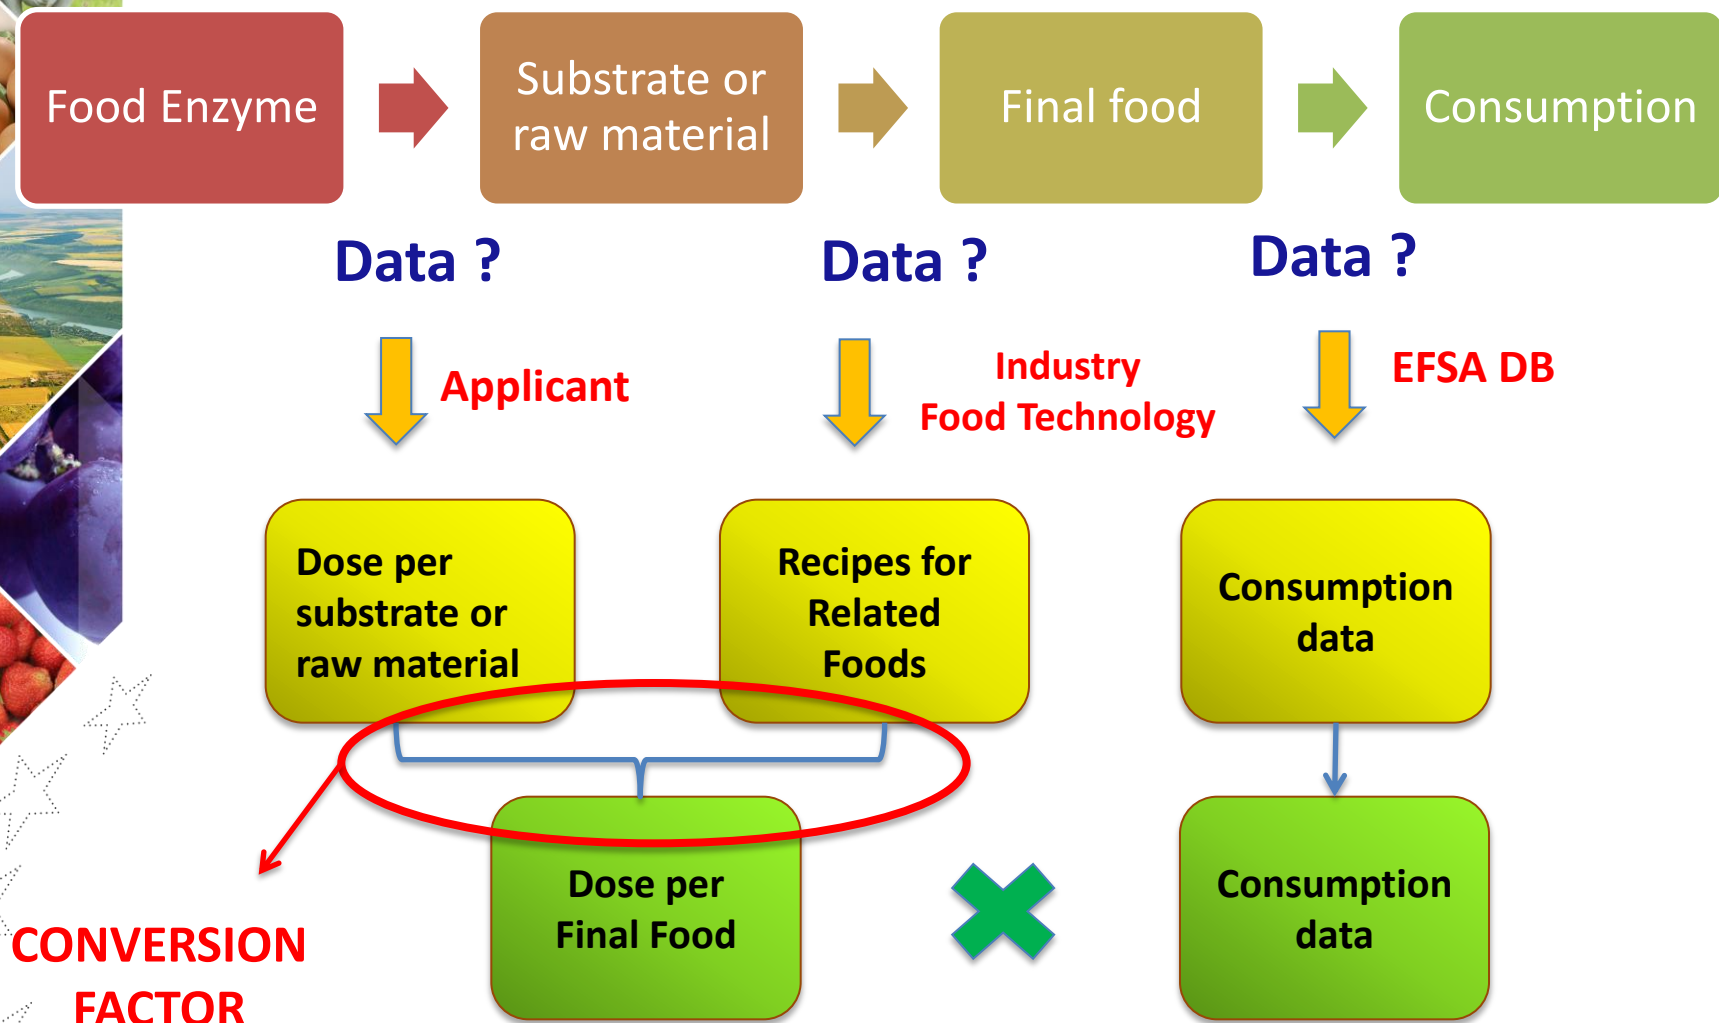 Food Enzyme
Substrate or
raw material
Final food
Consumption
Data ?
Data ?
Data ?
Applicant
Industry
Food Technology
EFSA DB
Dose per
substrate or
raw material
Recipes for
Related
Foods
Consumption
data
CONVERSION
FACTOR
Dose per
Final Food
Consumption
data